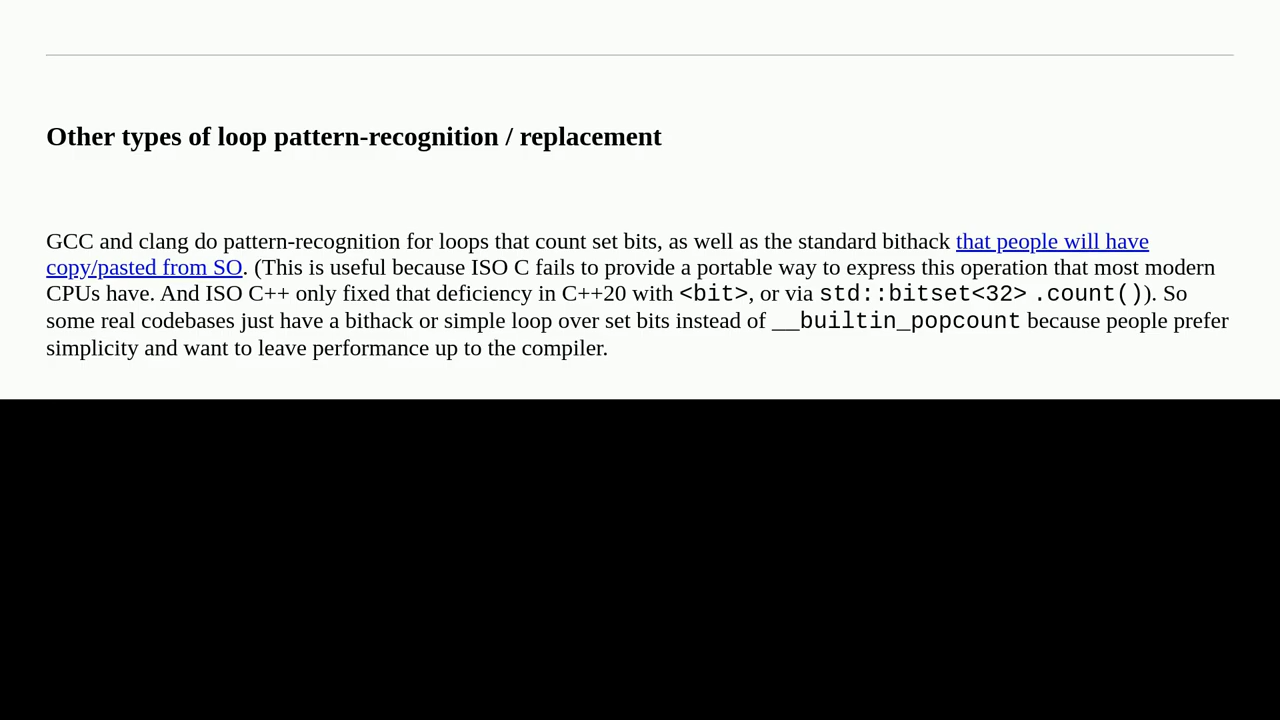 Other types of loop pattern-recognition / replacement
GCC and clang do pattern-recognition for loops that count set bits, as well as the standard bithack that people will have
copy/pasted from SO. (This is useful because ISO C fails to provide a portable way to express this operation that most modern
CPUs have. And ISO C++ only fixed that deficiency in C++20 with <bit>, or via std::bitset<32> .count()). So
some real codebases just have a bithack or simple loop over set bits instead of __builtin_popcount because people prefer
simplicity and want to leave performance up to the compiler.